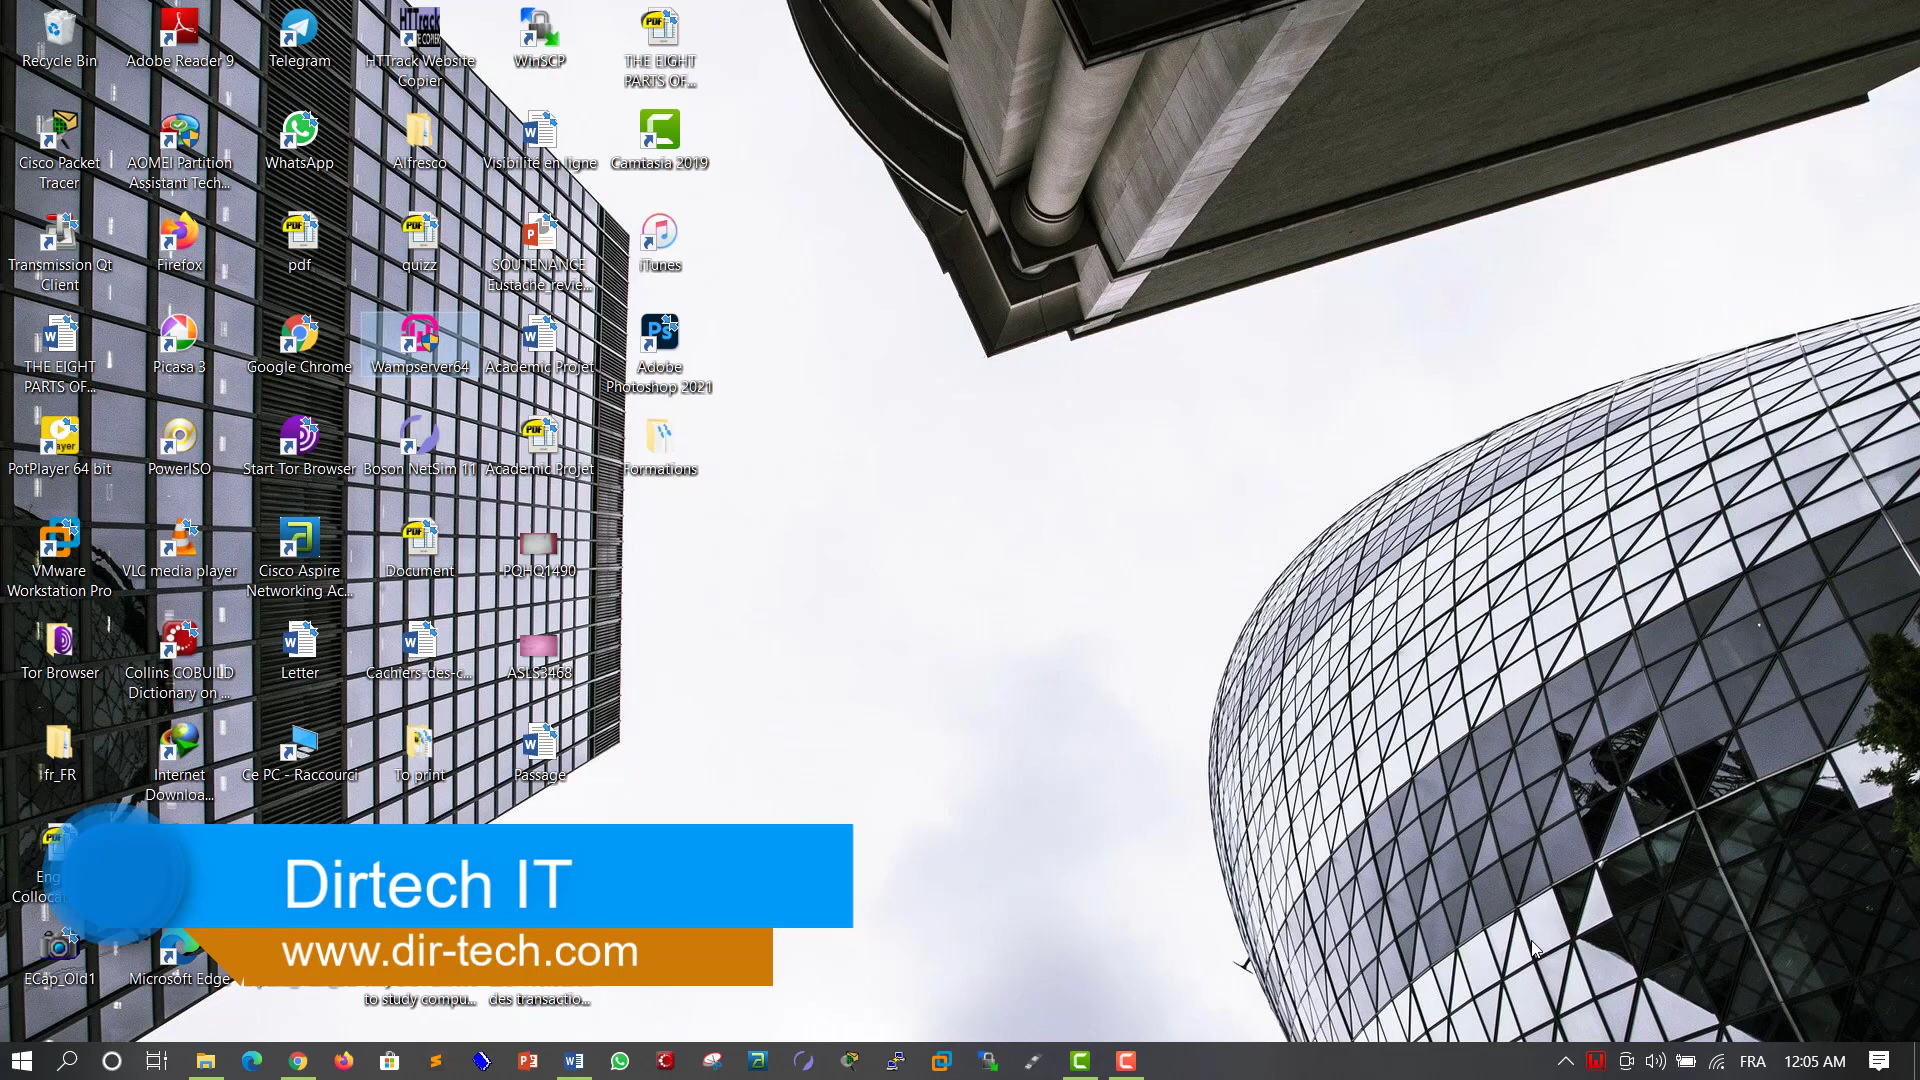 Recycle Bin
Adobe Reader 9
Telegram
HTTrack Website
Copier
WinSCP
THE EIGHT
PARTS OF...
Cisco Packet
Tracer
AOMEI Partition
Assistant Tech...
WhatsApp
Alfresco
Visibilité en ligne
Camtasia 2019
Transmission Qt
Client
Firefox
pdf
quizz
SOUTENANCE
Eustache_revie...
iTunes
THE EIGHT
PARTS OF...
Picasa 3
Google Chrome
Wampserver64
Academic Projet
Adobe
Photoshop 2021
PotPlayer 64 bit
PowerISO
Start Tor Browser
Boson NetSim 11
Academic Projet
Formations
VMware
Workstation Pro
VLC media player
Cisco Aspire
Networking Ac...
Document
PQHQ1490
Tor Browser
Collins COBUILD
Dictionary on ...
Letter
Cachiers-des-c...
ASLS3468
fr_FR
Internet
Downloa...
Ce PC - Raccourci
To print
Passage
Eng
Colloca
Dirtech IT
www.dir-tech.com
ECap_Old1
Microsoft Edge
to study compu...
des transactio...
FRA
12:05 AM